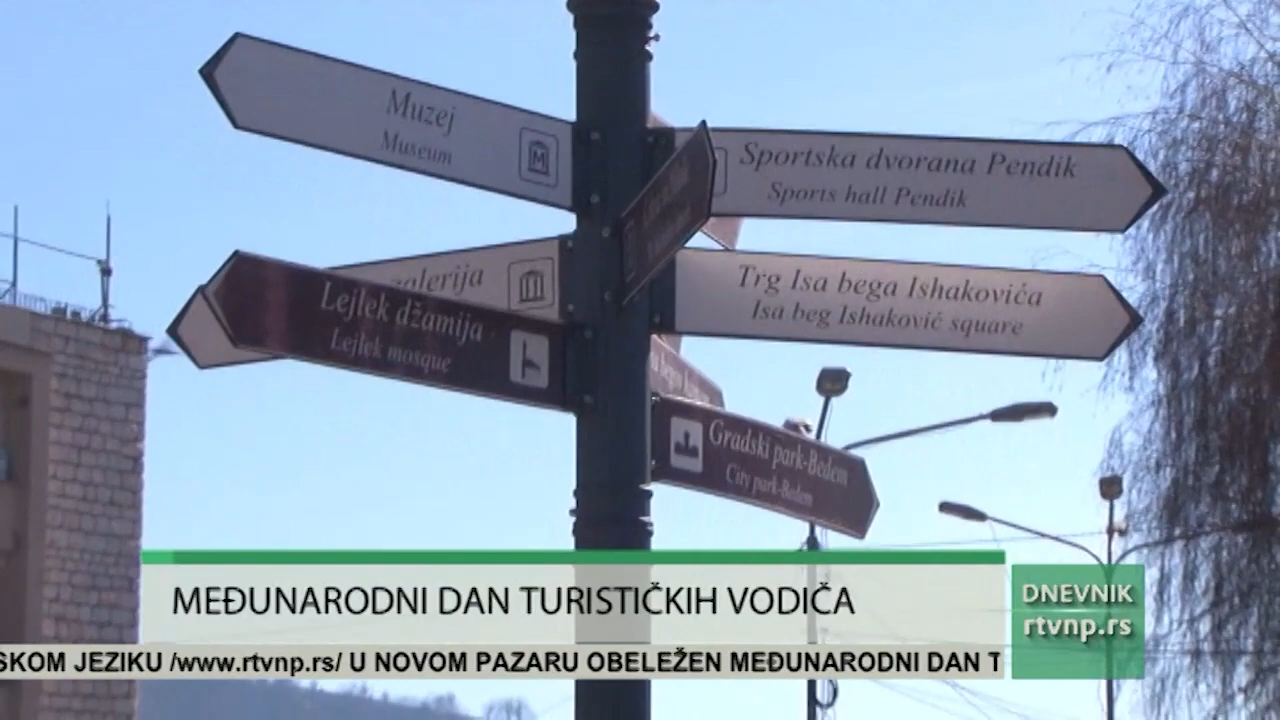 Muzej
Museum
Sportska dvorana Pendik
Sports hall Pendik
galerija
Lejlek džamija
Lejlek mosque
Trg Isa bega Ishakovića
Isa beg Ishaković square
Gradski park-Bedem
City park-Bedem
MEĐUNARODNI DAN TURISTIČKIH VODIČA
DNEVNIK
rtvnp.rs
SKOM JEZIKU /www.rtvnp.rs/ U NOVOM PAZARU OBELEŽEN MEĐUNARODNI DAN T